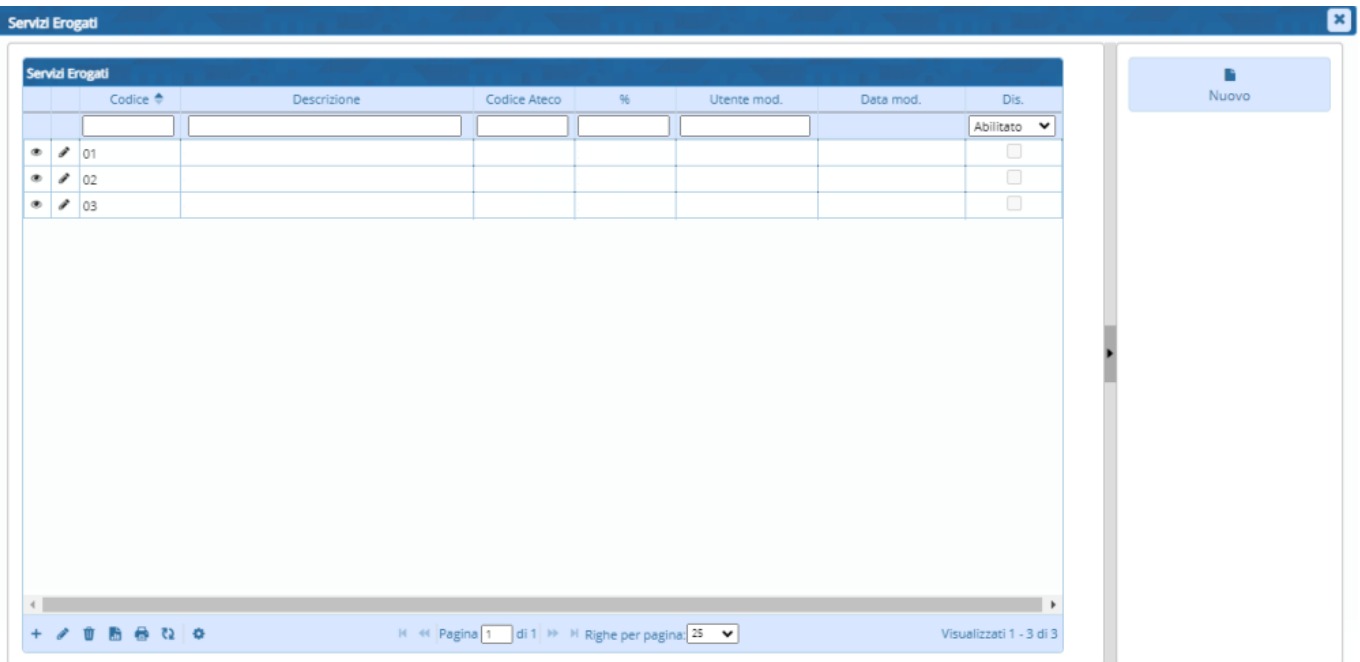 Servizi Erogati
Servizi Erogati
Nuovo
Codice Descrizione Codice Ateco % Utente mod. Data mod. Dis.
Abilitato
01
02
03
Pagina 1 di 1 Righe per pagina: 25 Visualizzati 1 - 3 di 3